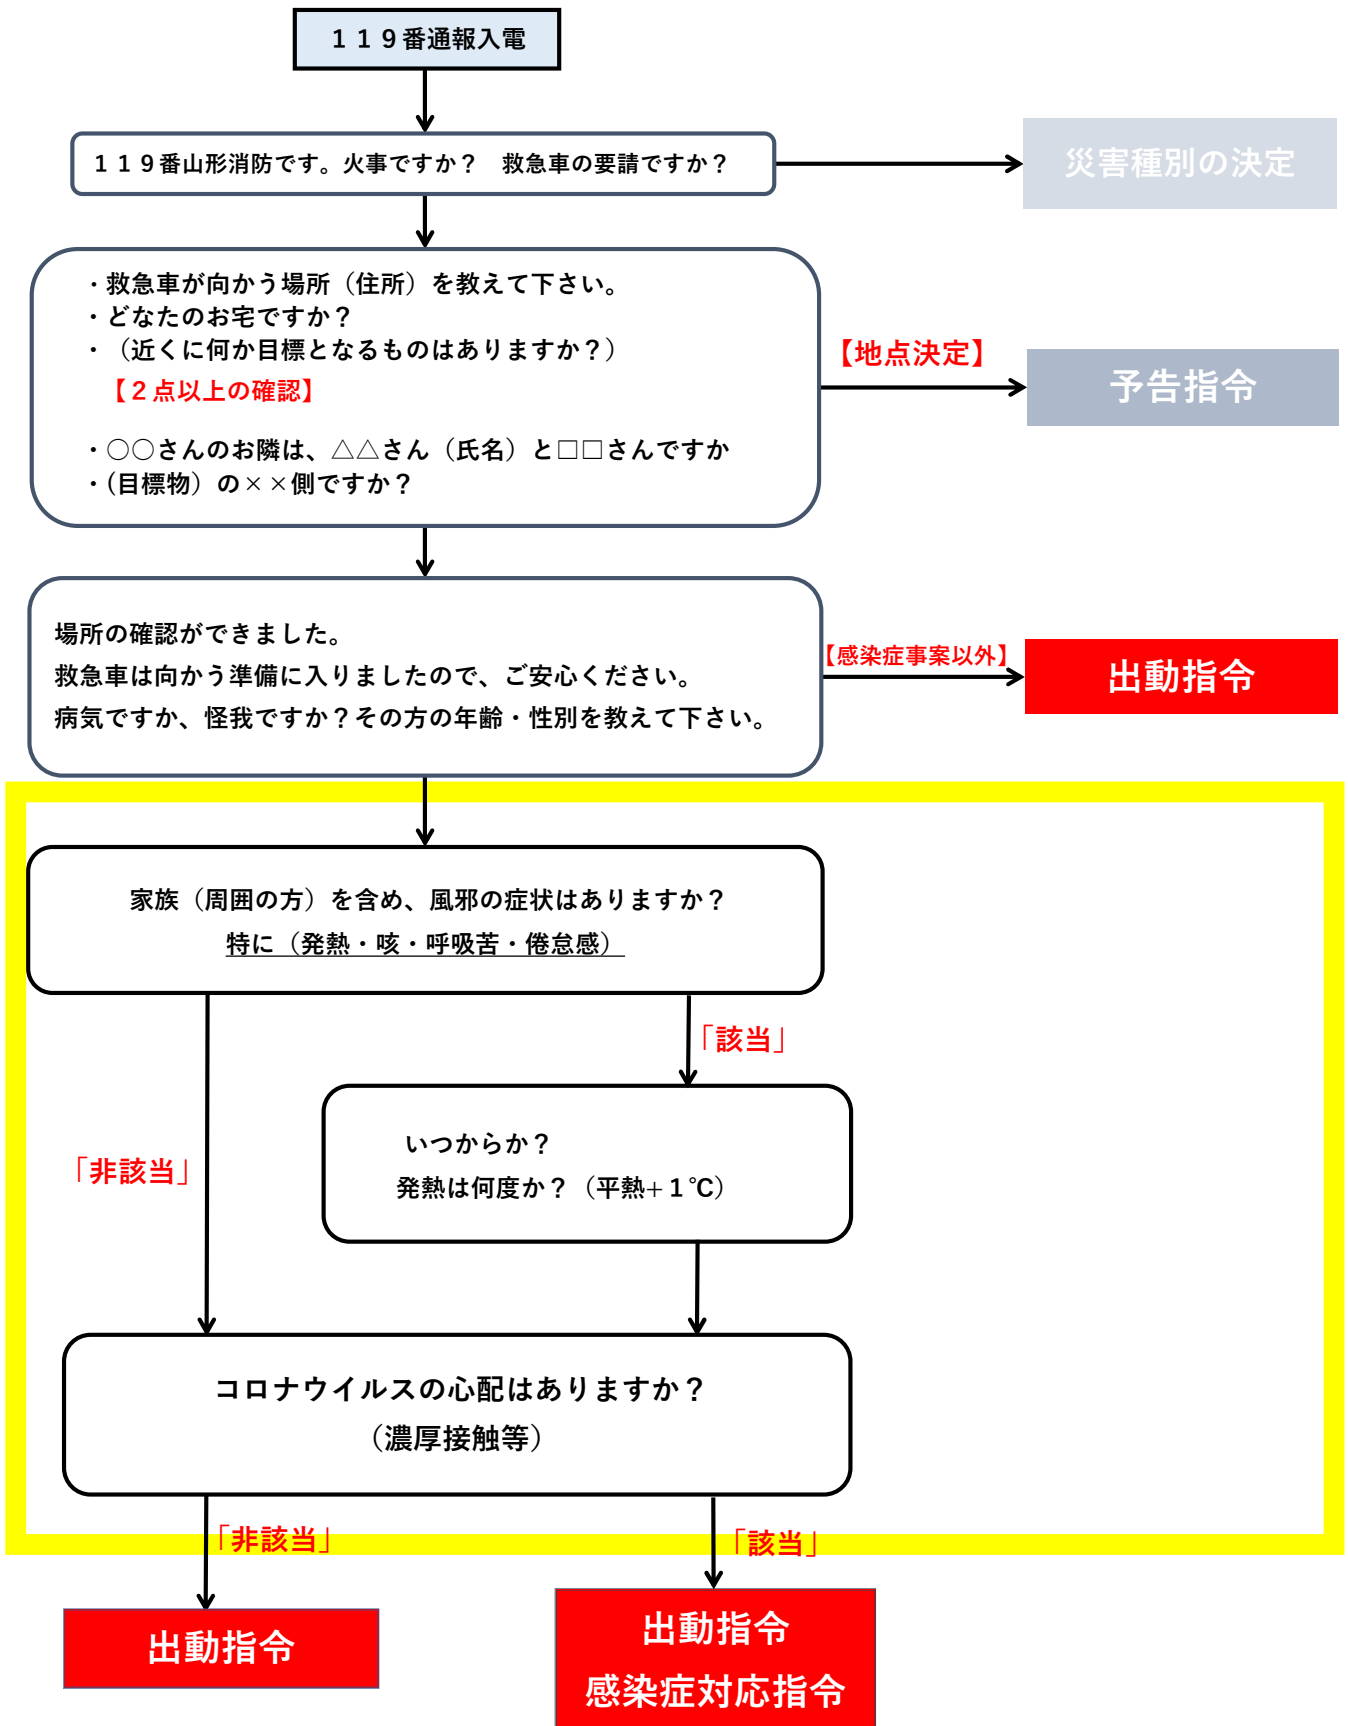 １１９番通報入電
１１９番山形消防です。火事ですか？　救急車の要請ですか？
災害種別の決定
・救急車が向かう場所（住所）を教えて下さい。
・どなたのお宅ですか？
・（近くに何か目標となるものはありますか？）
【２点以上の確認】
・○○さんのお隣は、△△さん（氏名）と□□さんですか
・(目標物）の××側ですか？
【地点決定】
予告指令
場所の確認ができました。
救急車は向かう準備に入りましたので、ご安心ください。
病気ですか、怪我ですか？その方の年齢・性別を教えて下さい。
【感染症事案以外】
出動指令
家族（周囲の方）を含め、風邪の症状はありますか？
特に（発熱・咳・呼吸苦・倦怠感）
「該当」
「非該当」
いつからか？
発熱は何度か？（平熱+１℃）
コロナウイルスの心配はありますか？
（濃厚接触等）
「非該当」
「該当」
出動指令
出動指令
感染症対応指令